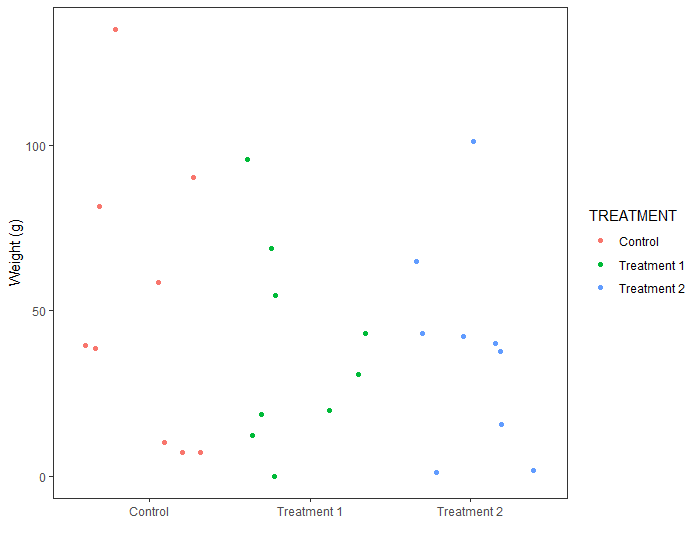 Weight (g)
100
50
0
Control
Treatment 1
Treatment 2
TREATMENT
Control
Treatment 1
Treatment 2